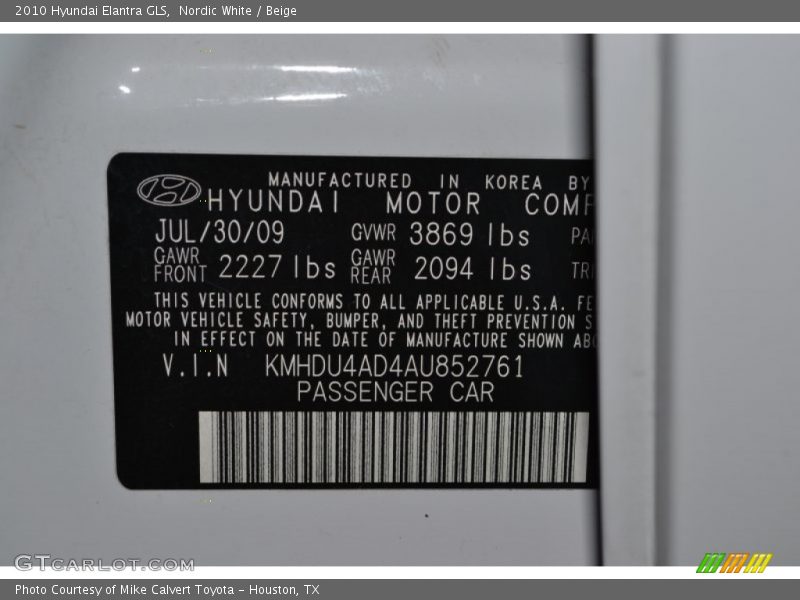 2010 Hyundai Elantra GLS, Nordic White / Beige
MANUFACTURED IN KOREA BY
HYUNDAI MOTOR COMP
JUL/30/09 GVWR 3869 lbs PA
GAWR FRONT 2227 lbs GAWR REAR 2094 lbs TRI
THIS VEHICLE CONFORMS TO ALL APPLICABLE U.S.A. FE
MOTOR VEHICLE SAFETY, BUMPER, AND THEFT PREVENTION S
IN EFFECT ON THE DATE OF MANUFACTURE SHOWN AB
V.I.N KMHDU4AD4AU852761
PASSENGER CAR
GTCARLOT.COM
Photo Courtesy of Mike Calvert Toyota - Houston, TX